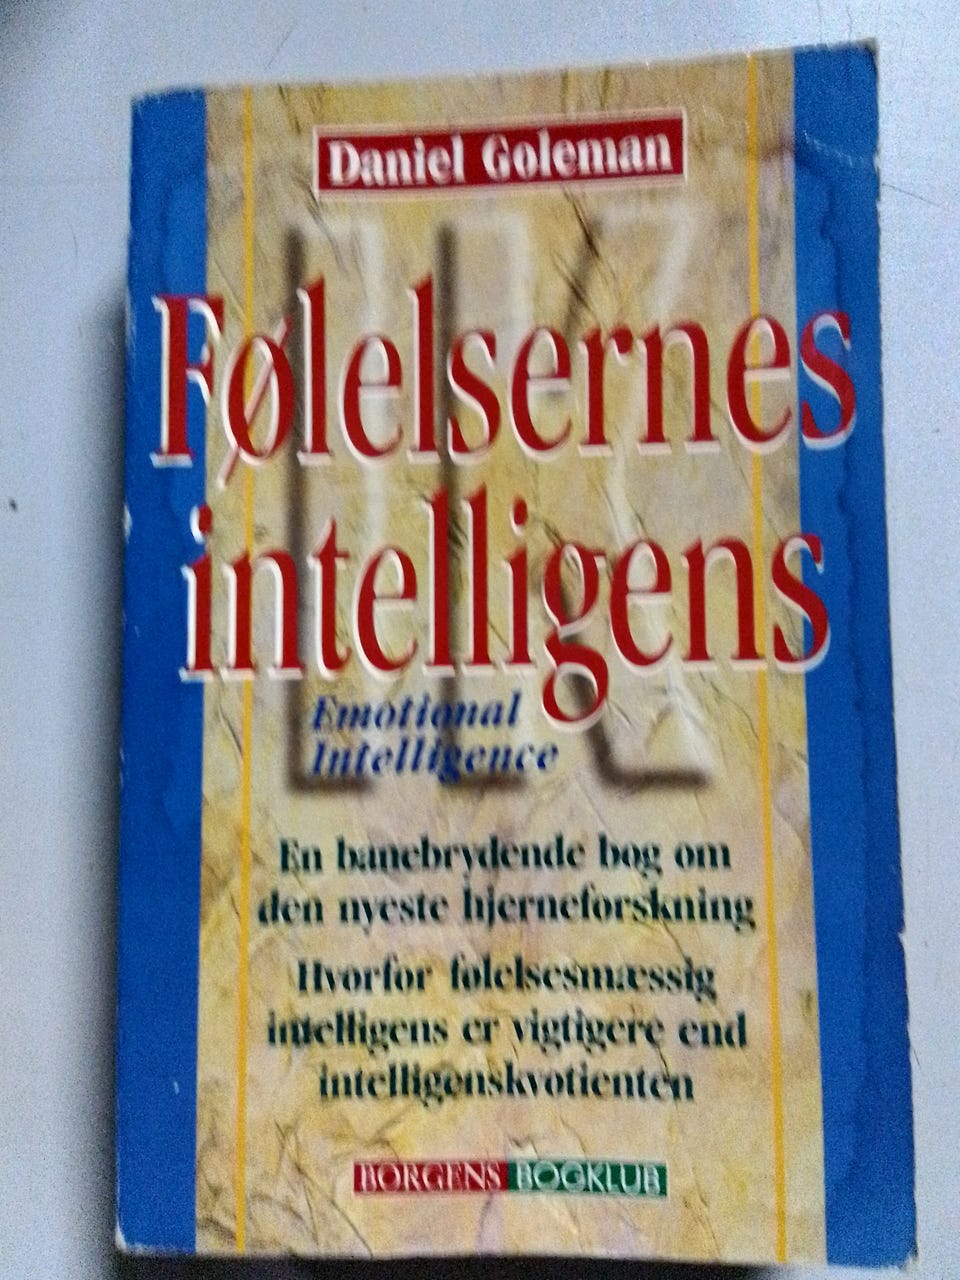 Daniel Goleman
Følelsernes
intelligens
Emotional
Intelligence
En banebrydende bog om
den nyeste hjerneforskning
Hvorfor følelsesmæssig
intelligens er vigtigere end
intelligenskvotienten
BORGENS BOGKLUB